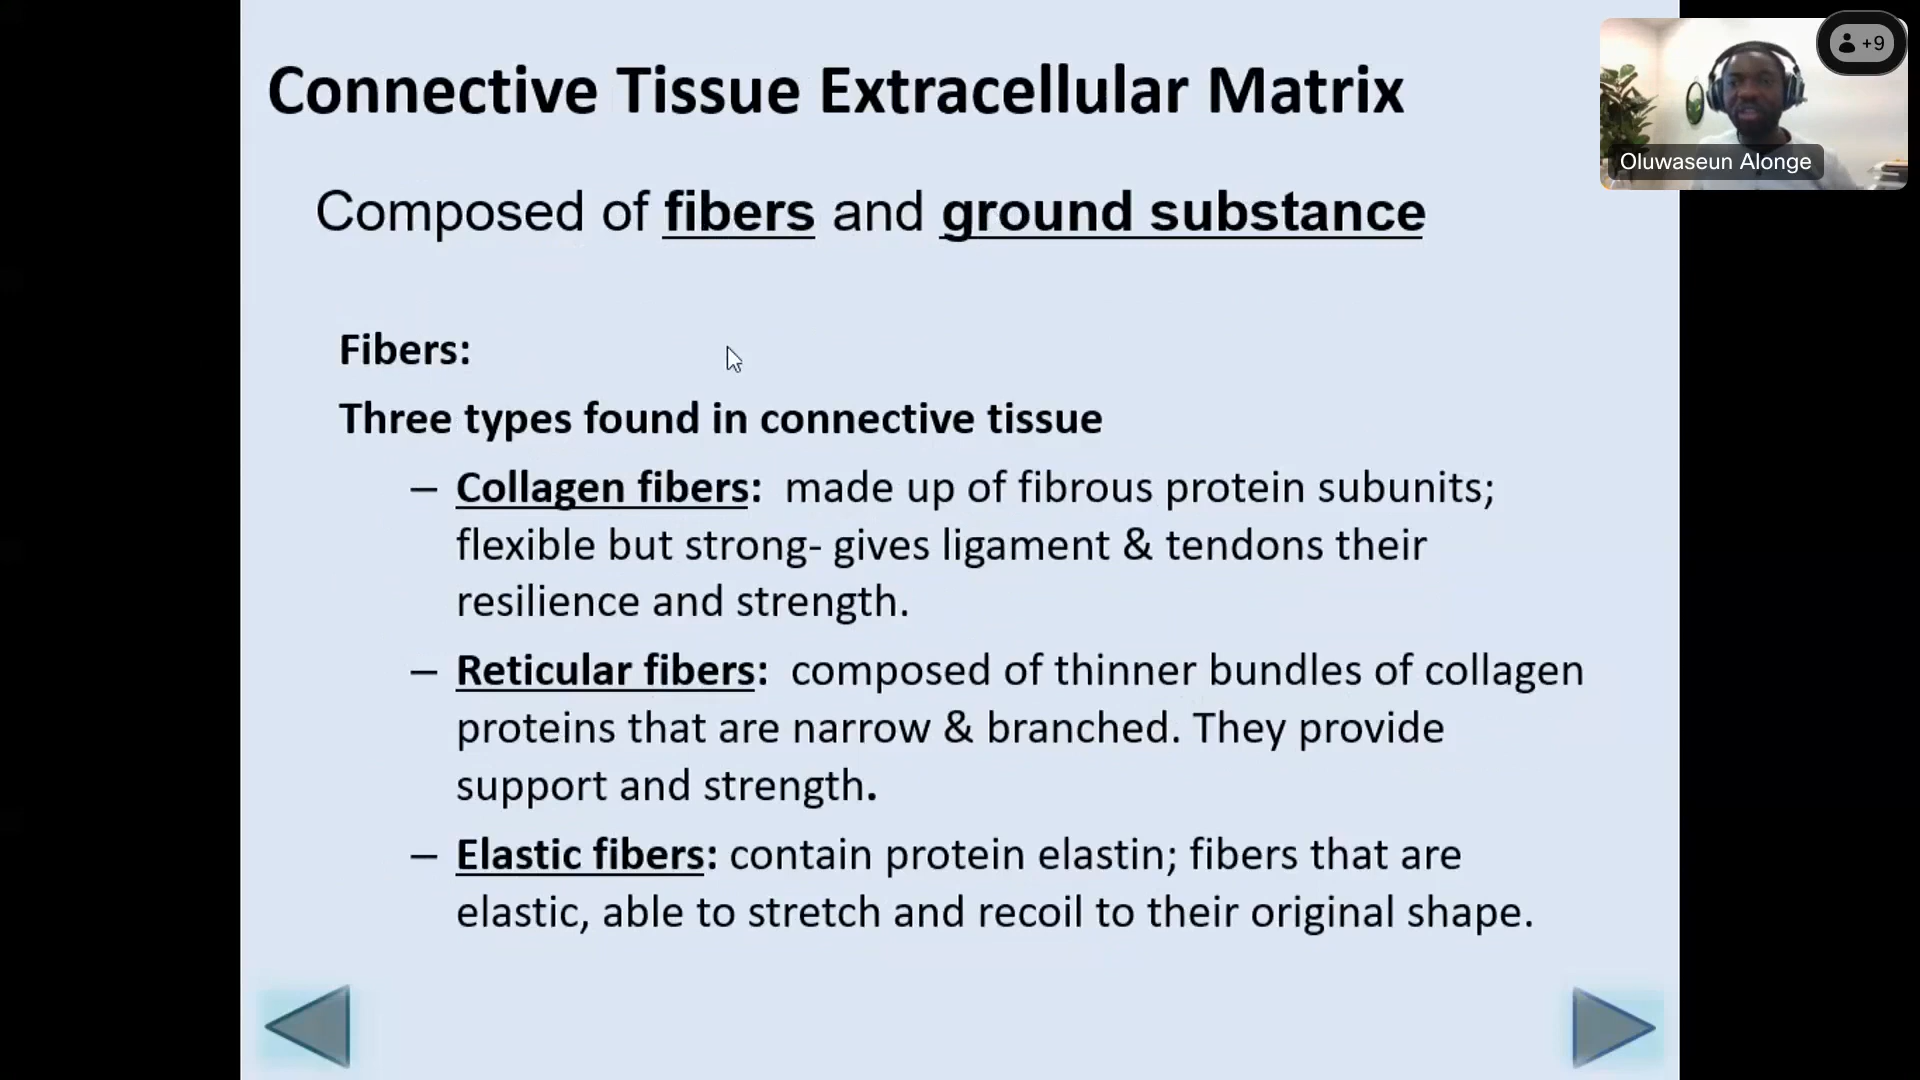 Connective Tissue Extracellular Matrix
+9
Oluwaseun Alonge
Composed of fibers and ground substance
Fibers:
Three types found in connective tissue
– Collagen fibers: made up of fibrous protein subunits;
flexible but strong- gives ligament & tendons their
resilience and strength.
– Reticular fibers: composed of thinner bundles of collagen
proteins that are narrow & branched. They provide
support and strength.
– Elastic fibers: contain protein elastin; fibers that are
elastic, able to stretch and recoil to their original shape.